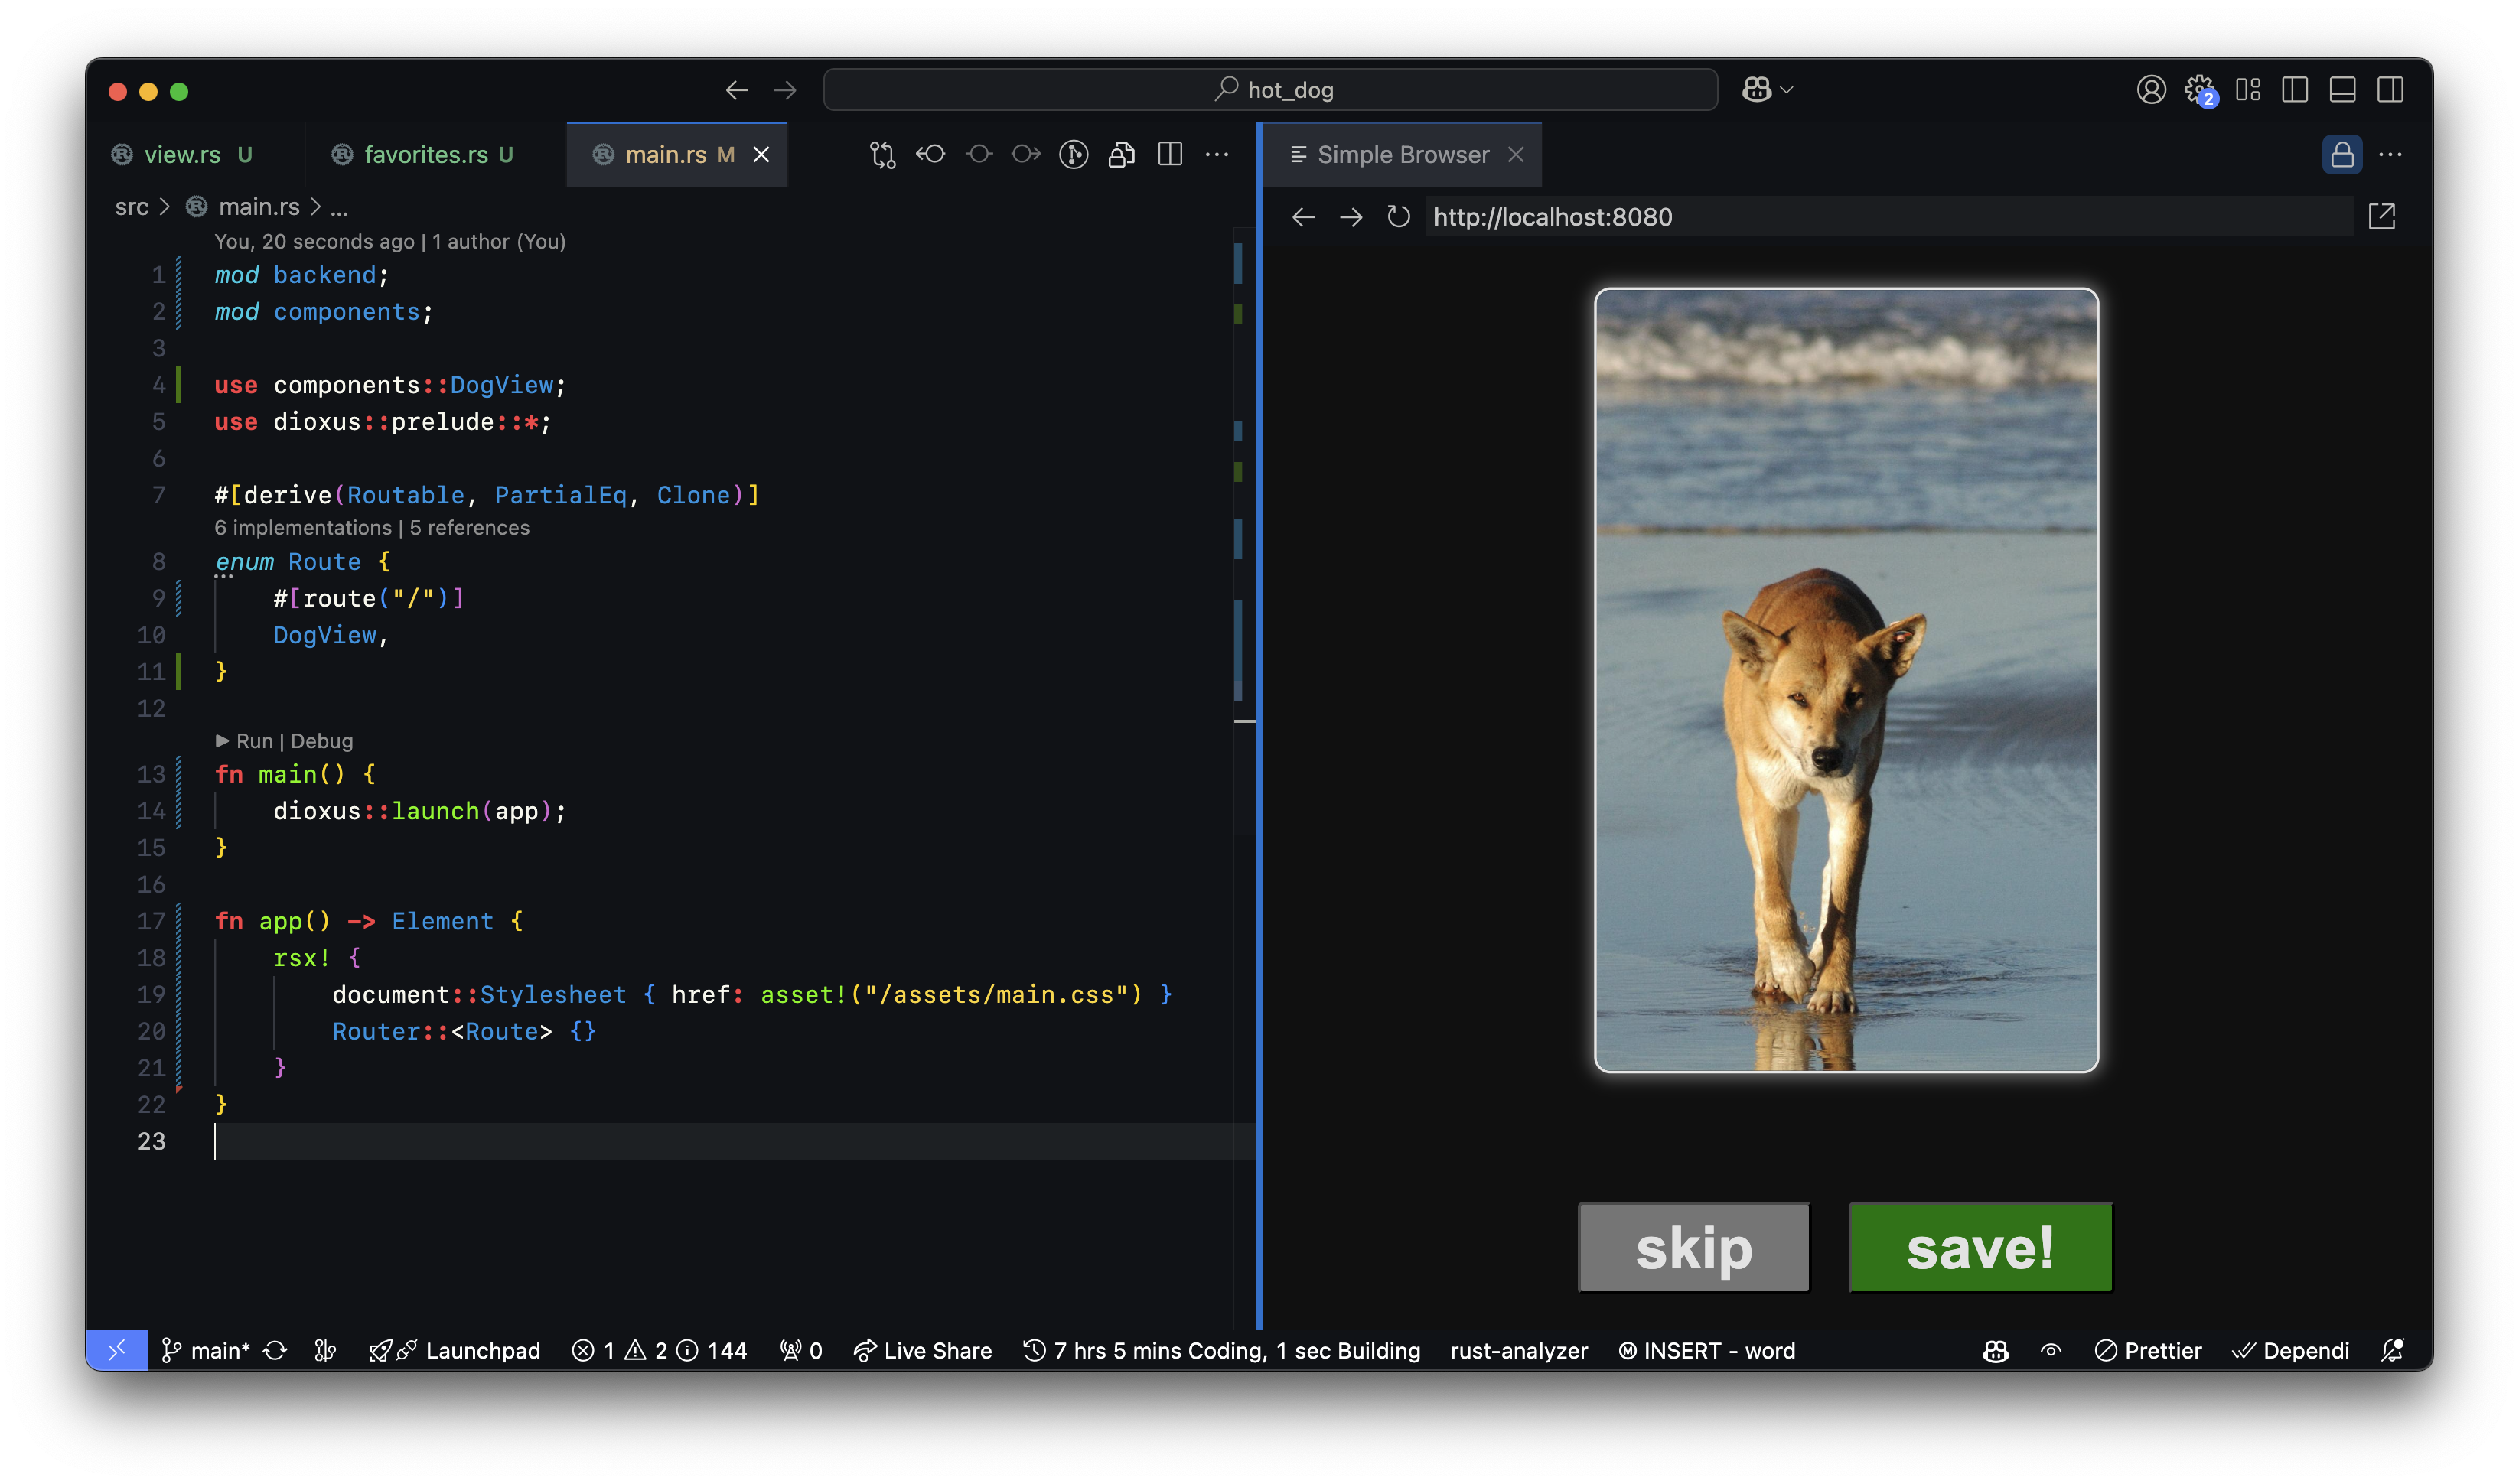 hot_dog
2
view.rs U
favorites.rs U
main.rs M
Simple Browser
src > main.rs > ...
http://localhost:8080
You, 20 seconds ago | 1 author (You)
1 mod backend;
2 mod components;
3
4 use components::DogView;
5 use dioxus::prelude::*;
6
7 #[derive(Routable, PartialEq, Clone)]
6 implementations | 5 references
8 enum Route {
9 #[route("/")]
10 DogView,
11 }
12
Run | Debug
13 fn main() {
14 dioxus::launch(app);
15 }
16
17 fn app() -> Element {
18 rsx! {
19 document::Stylesheet { href: asset!("/assets/main.css") }
20 Router::<Route> {}
21 }
22 }
23
skip
save!
main* Launchpad 1 2 144 0 Live Share 7 hrs 5 mins Coding, 1 sec Building rust-analyzer INSERT - word Prettier Dependi